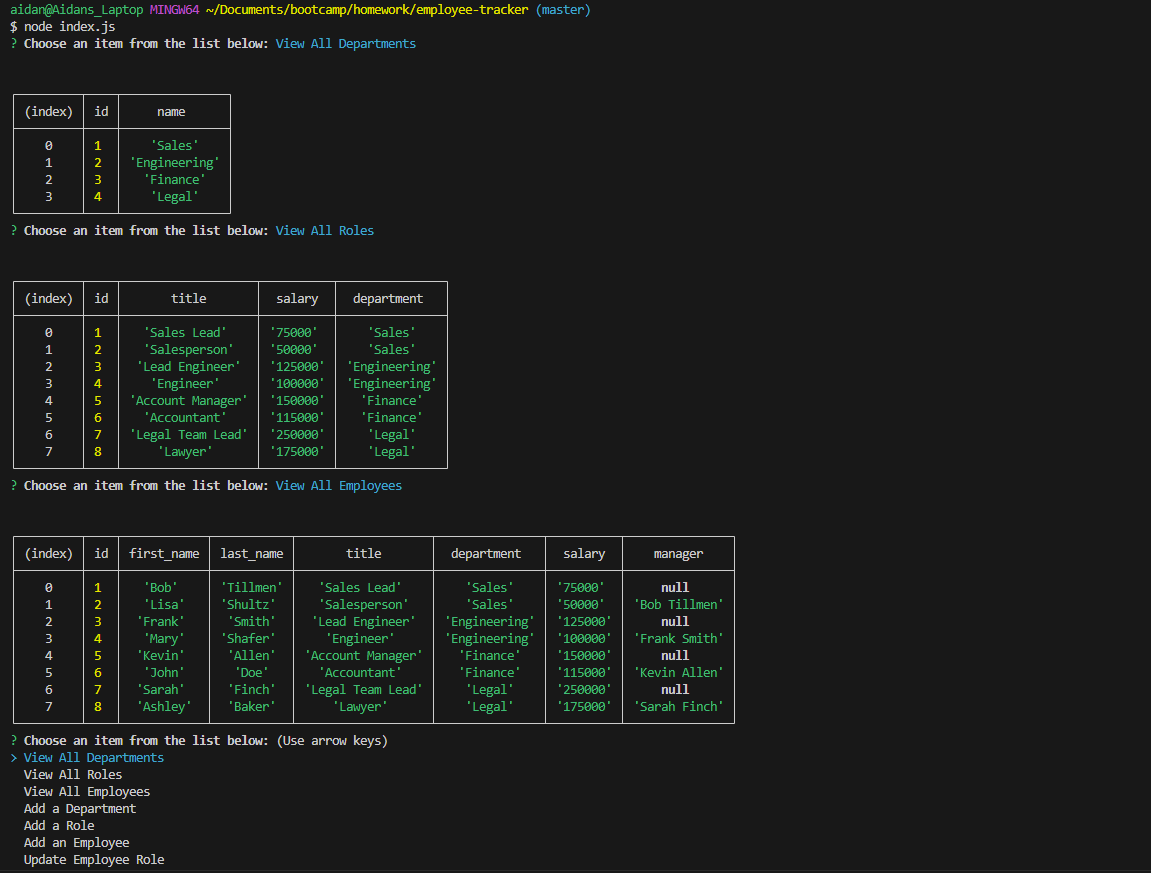 aidan@Aidans_Laptop MINGW64 ~/Documents/bootcamp/homework/employee-tracker (master)
$ node index.js
? Choose an item from the list below: View All Departments
(index) id name
0 1 'Sales'
1 2 'Engineering'
2 3 'Finance'
3 4 'Legal'
? Choose an item from the list below: View All Roles
(index) id title salary department
0 1 'Sales Lead' '75000' 'Sales'
1 2 'Salesperson' '50000' 'Sales'
2 3 'Lead Engineer' '125000' 'Engineering'
3 4 'Engineer' '100000' 'Engineering'
4 5 'Account Manager' '150000' 'Finance'
5 6 'Accountant' '115000' 'Finance'
6 7 'Legal Team Lead' '250000' 'Legal'
7 8 'Lawyer' '175000' 'Legal'
? Choose an item from the list below: View All Employees
(index) id first_name last_name title department salary manager
0 1 'Bob' 'Tillmen' 'Sales Lead' 'Sales' '75000' null
1 2 'Lisa' 'Shultz' 'Salesperson' 'Sales' '50000' 'Bob Tillmen'
2 3 'Frank' 'Smith' 'Lead Engineer' 'Engineering' '125000' null
3 4 'Mary' 'Shafer' 'Engineer' 'Engineering' '100000' 'Frank Smith'
4 5 'Kevin' 'Allen' 'Account Manager' 'Finance' '150000' null
5 6 'John' 'Doe' 'Accountant' 'Finance' '115000' 'Kevin Allen'
6 7 'Sarah' 'Finch' 'Legal Team Lead' 'Legal' '250000' null
7 8 'Ashley' 'Baker' 'Lawyer' 'Legal' '175000' 'Sarah Finch'
? Choose an item from the list below: (Use arrow keys)
> View All Departments
View All Roles
View All Employees
Add a Department
Add a Role
Add an Employee
Update Employee Role